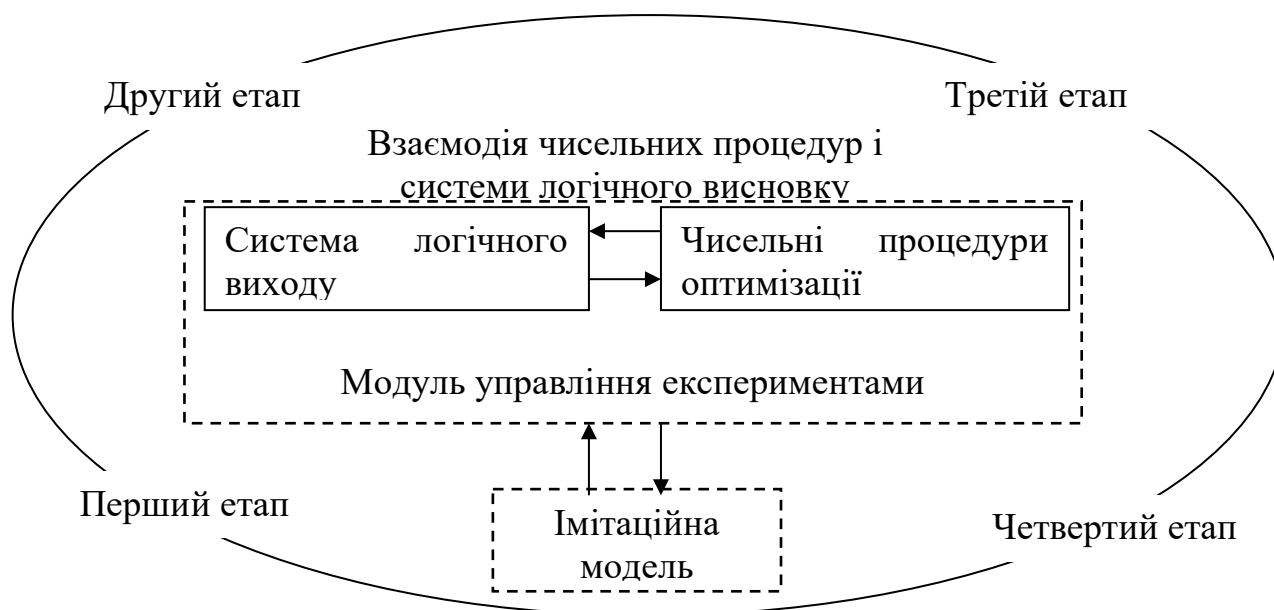 Другий етап
Третій етап
Взаємодія чисельних процедур і
системи логічного висновку
Система логічного
виходу
Чисельні процедури
оптимізації
Модуль управління експериментами
Перший етап
Імітаційна
модель
Четвертий етап